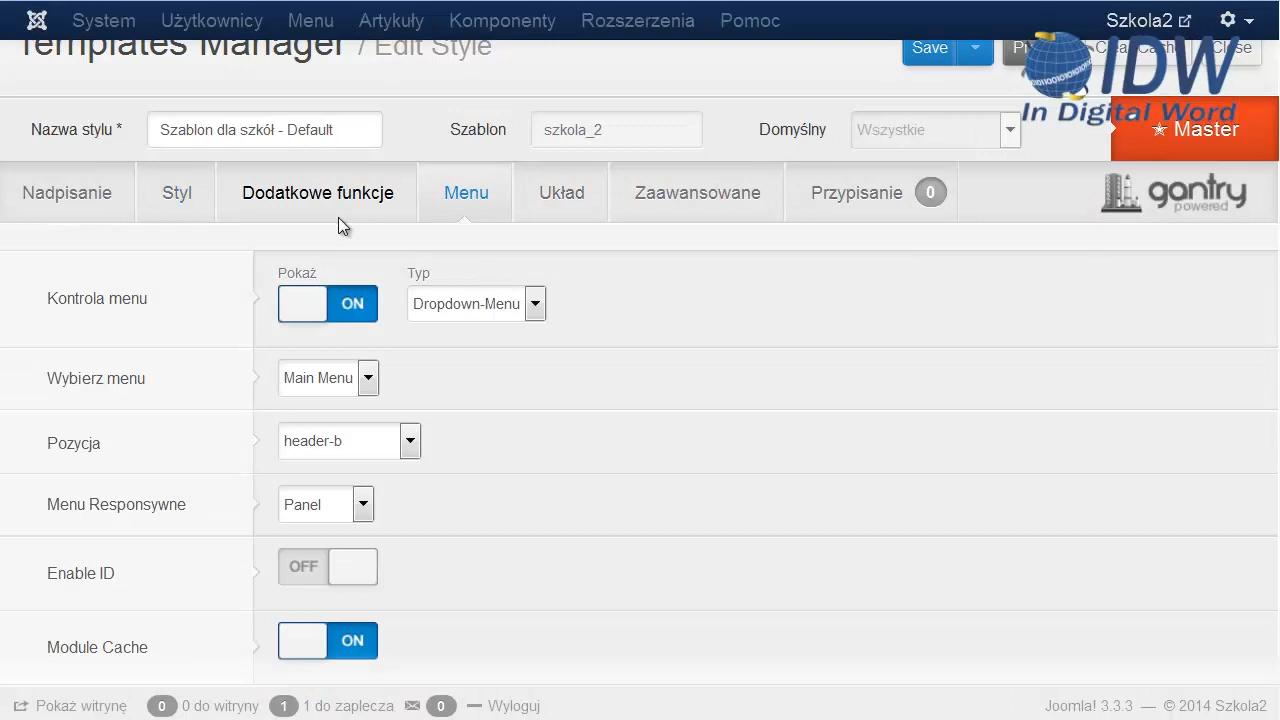 System Użytkownicy Menu Artykuły Komponenty Rozszerzenia Pomoc Szkola2
Templates Manager / Edit Style Save Clear Cache Close
IDW
In Digital Word
Nazwa stylu * Szablon dla szkół - Default Szablon szkola_2 Domyślny Wszystkie Master
Nadpisanie Styl Dodatkowe funkcje Menu Układ Zaawansowane Przypisanie 0 gantry
powered
Pokaż Typ
Kontrola menu ON Dropdown-Menu
Wybierz menu Main Menu
Pozycja header-b
Menu Responsywne Panel
Enable ID OFF
Module Cache ON
Pokaż witrynę 0 0 do witryny 1 1 do zaplecza 0 Wyloguj Joomla! 3.3.3 — © 2014 Szkola2